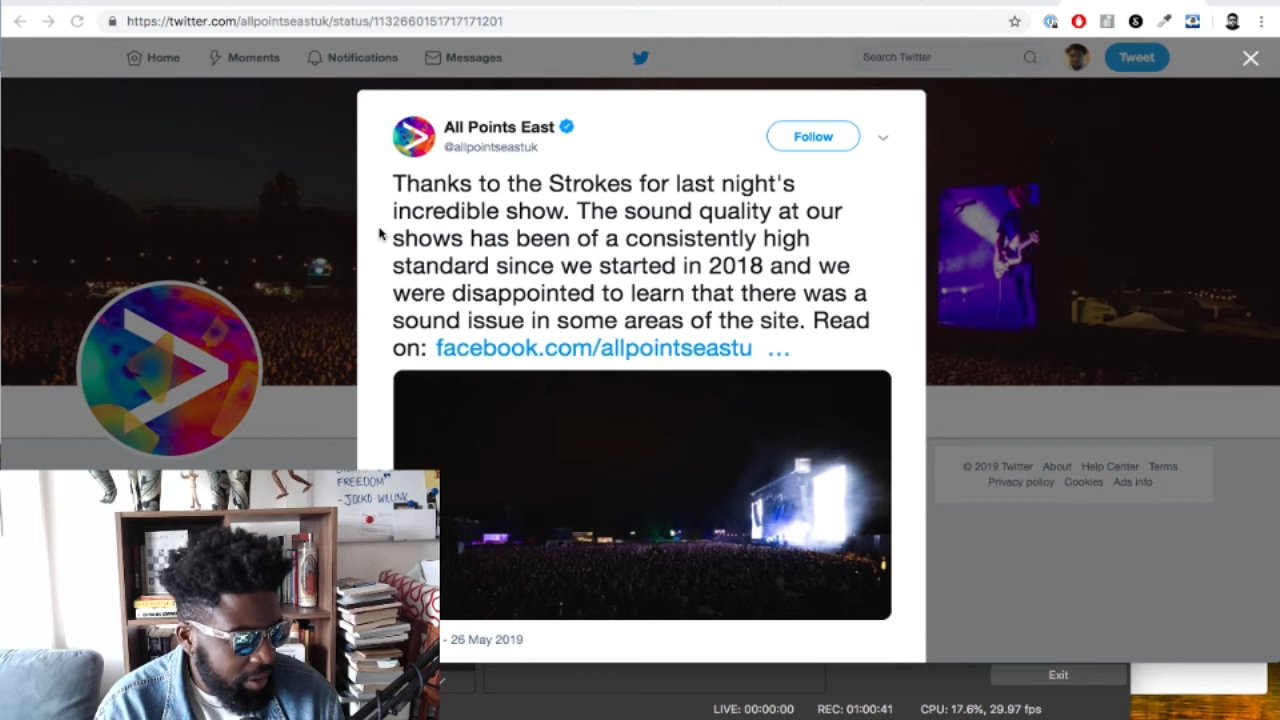 https://twitter.com/allpointseastuk/status/1132660151717171201
Home Moments Notifications Messages Search Twitter Tweet
All Points East
@allpointseastuk
Follow
Thanks to the Strokes for last night's
incredible show. The sound quality at our
shows has been of a consistently high
standard since we started in 2018 and we
were disappointed to learn that there was a
sound issue in some areas of the site. Read
on: facebook.com/allpointseastu …
© 2019 Twitter About Help Center Terms
Privacy policy Cookies Ads info
FREEDOM"
- JOCKO WILLINK
- 26 May 2019
Exit
LIVE: 00:00:00 REC: 01:00:41 CPU: 17.6%, 29.97 fps